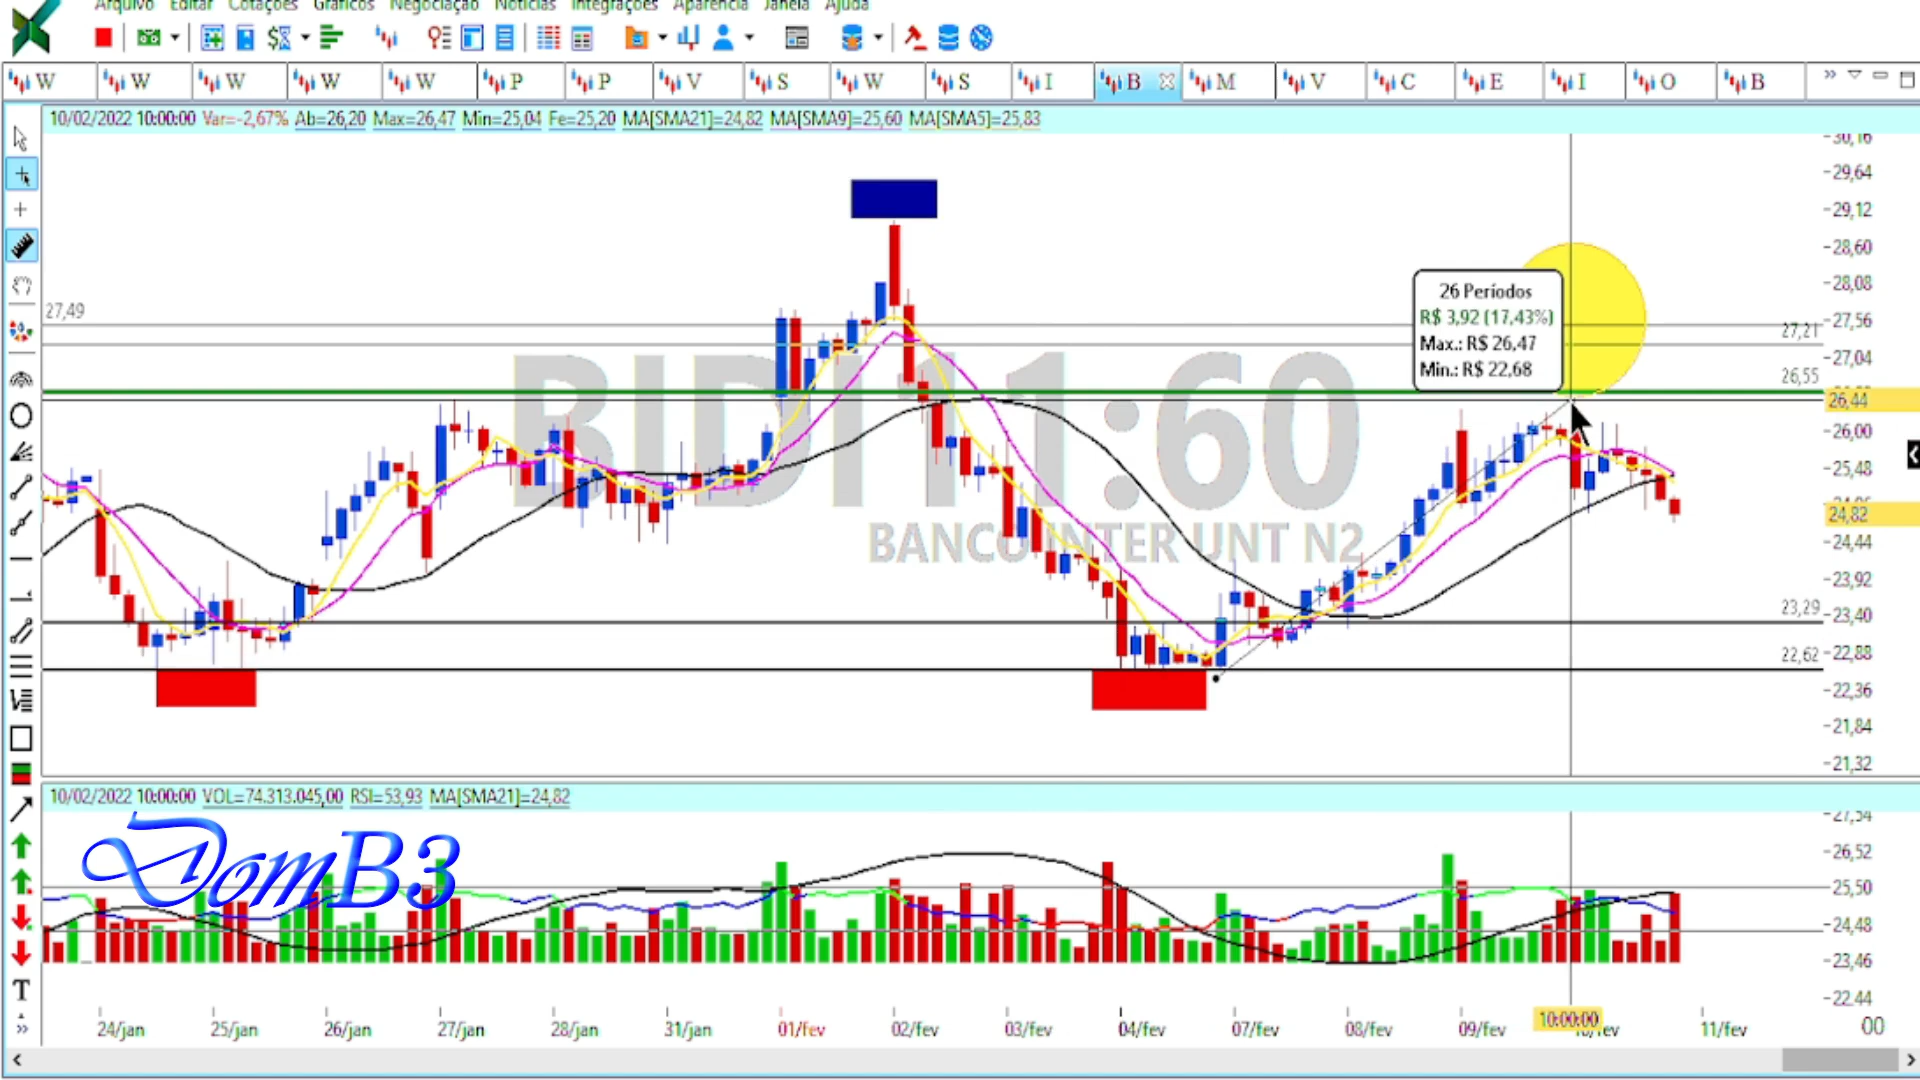 Arquivo Editar Cotações Gráficos Negociação Notícias Integrações Aparência Janela Ajuda
W W W W W P P V S W S I B M V C E I O B
10/02/2022 10:00:00 Var=-2,67% Ab=26,20 Max=26,47 Min=25,04 Fe=25,20 MA[SMA21]=24,82 MA[SMA9]=25,60 MA[SMA5]=25,83
30,16
29,64
29,12
28,60
28,08
27,49
27,56
27,21
27,04
26,55
26,44
26,00
25,48
24,82
24,44
23,92
23,29
23,40
22,62
22,88
22,36
21,84
21,32
26 Períodos
R$ 3,92 (17,43%)
Max.: R$ 26,47
Min.: R$ 22,68
BIDI11:60
BANCO INTER UNT N2
10/02/2022 10:00:00 VOL=74.313.045,00 RSI=53,93 MA[SMA21]=24,82
DomB3
27,54
26,52
25,50
24,48
23,46
22,44
24/jan 25/jan 26/jan 27/jan 28/jan 31/jan 01/fev 02/fev 03/fev 04/fev 07/fev 08/fev 09/fev 10:00:00 11/fev 00